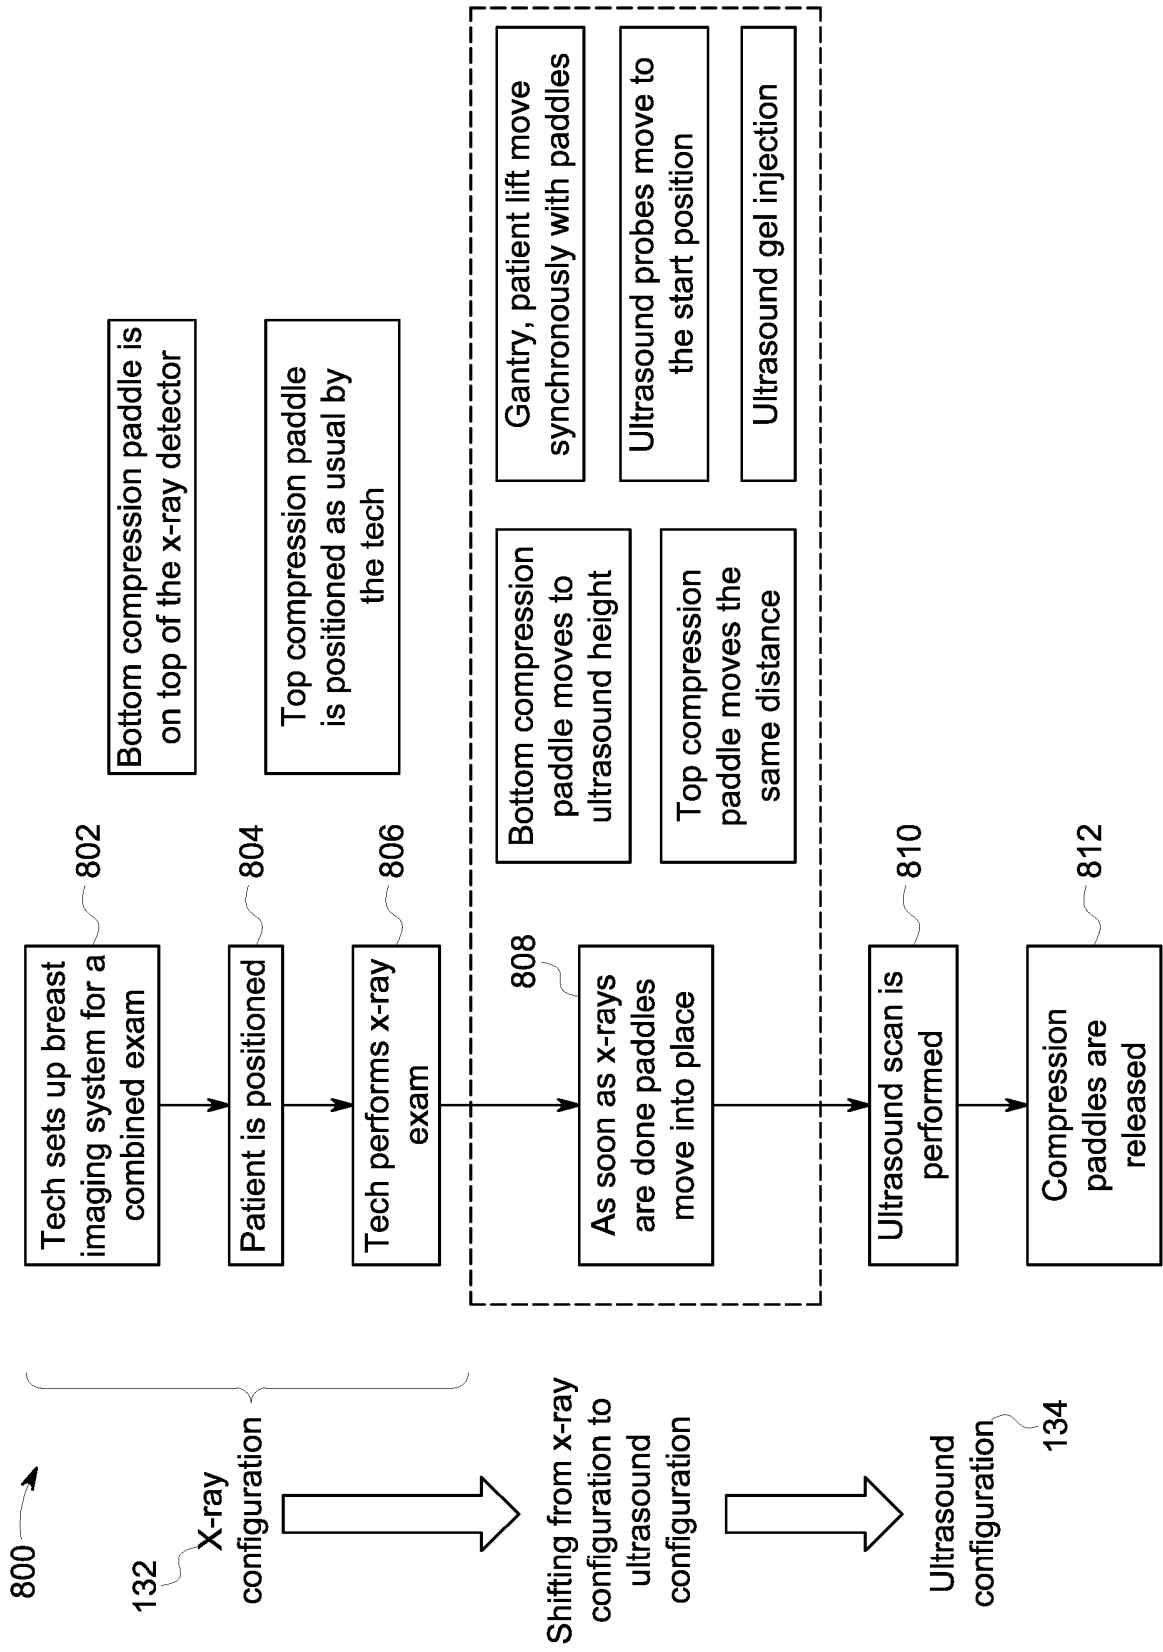 800
132
X-ray
configuration
Shifting from x-ray
configuration to
ultrasound
configuration
Ultrasound
configuration
134
Tech sets up breast
imaging system for a
combined exam
802
Patient is positioned
804
Tech performs x-ray
exam
806
As soon as x-rays
are done paddles
move into place
808
Ultrasound scan is
performed
810
Compression
paddles are
released
812
Bottom compression paddle is
on top of the x-ray detector
Top compression paddle
is positioned as usual by
the tech
Bottom compression
paddle moves to
ultrasound height
Top compression
paddle moves the
same distance
Gantry, patient lift move
synchronously with paddles
Ultrasound probes move to
the start position
Ultrasound gel injection